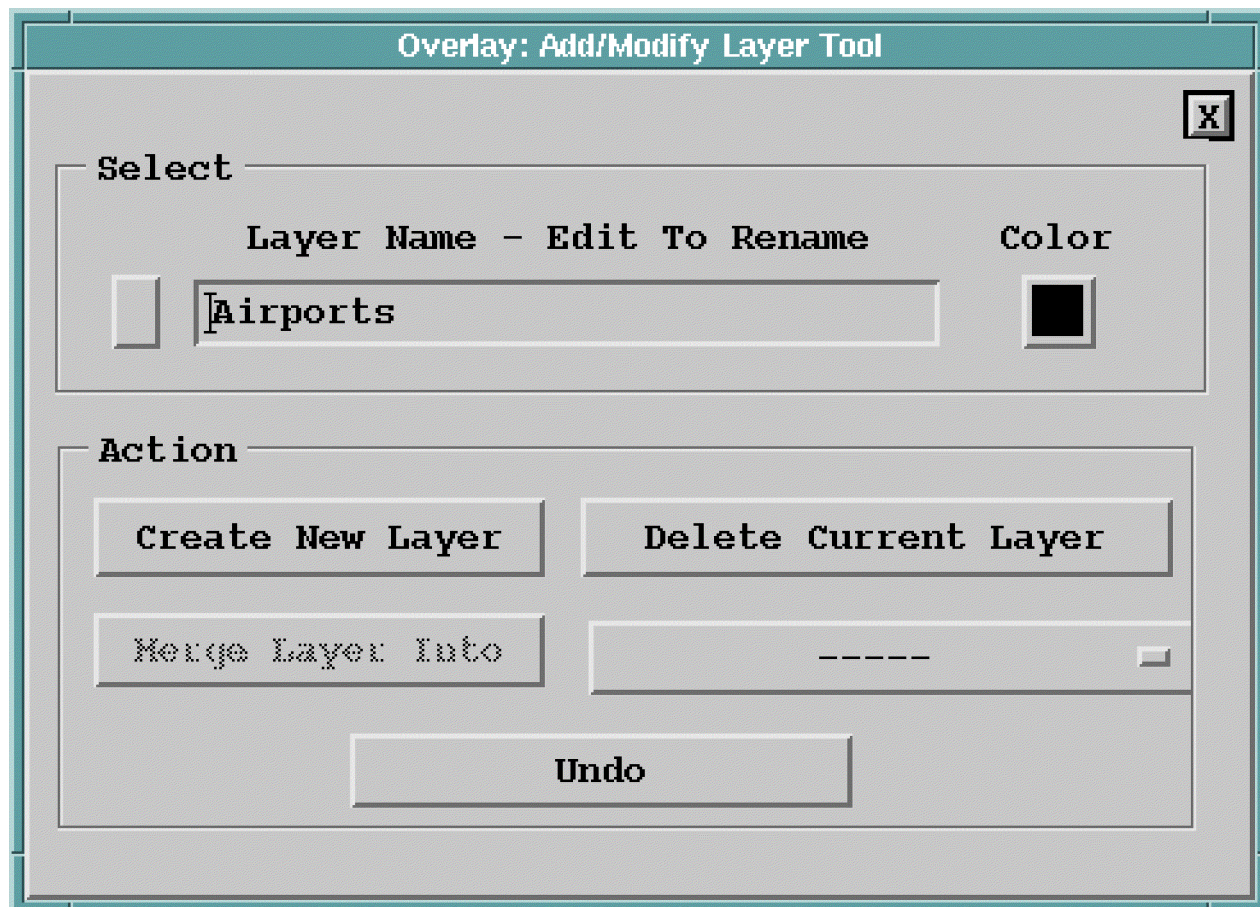 Overlay: Add/Modify Layer Tool
X
Select
Layer Name - Edit To Rename Color
Airports
Action
Create New Layer Delete Current Layer
Merge Layer Into -----
Undo